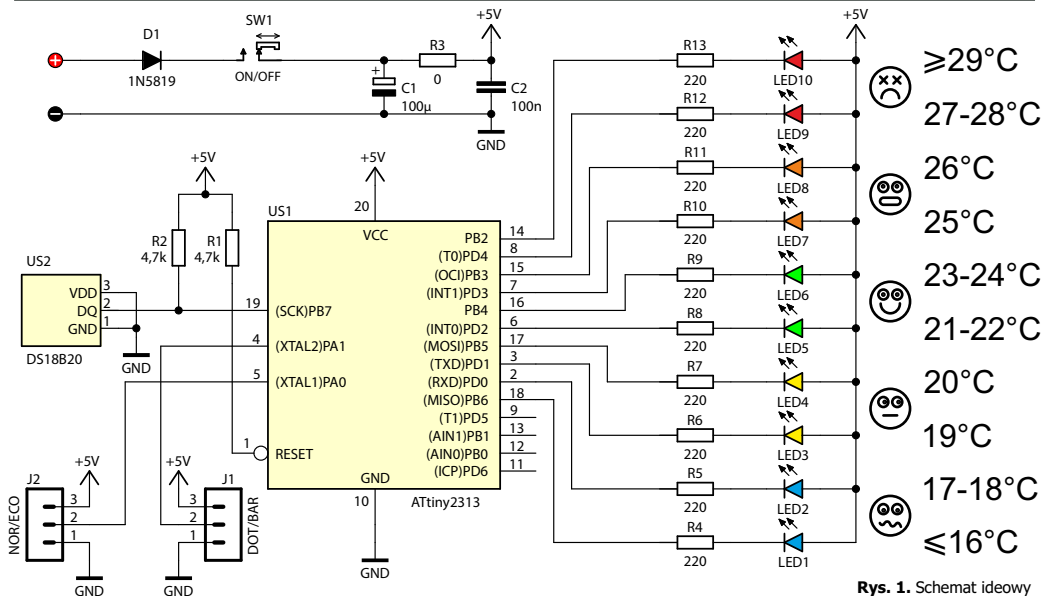 +5V
SW1
D1
1N5819
ON/OFF
+
C1
100µ
R3
0
C2
100n
GND
+5V
R13
220
LED10
≥29°C
R12
220
LED9
27-28°C
R11
220
LED8
26°C
R10
220
LED7
25°C
R9
220
LED6
23-24°C
R8
220
LED5
21-22°C
R7
220
LED4
20°C
R6
220
LED3
19°C
R5
220
LED2
17-18°C
R4
220
LED1
≤16°C
+5V
R2
4,7k
R1
4,7k
+5V
US1
20
VCC
PB2 14
(T0)PD4 8
(OCI)PB3 15
(INT1)PD3 7
PB4 16
(INT0)PD2 6
(MOSI)PB5 17
(TXD)PD1 3
(RXD)PD0 2
(MISO)PB6 18
(T1)PD5 9
(AIN1)PB1 13
(AIN0)PB0 12
(ICP)PD6 11
19 (SCK)PB7
4 (XTAL2)PA1
5 (XTAL1)PA0
1 RESET
GND
10
ATtiny2313
GND
US2
VDD 3
DQ 2
GND 1
DS18B20
GND
J2
NOR/ECO
3
2
1
+5V
GND
+5V
J1
DOT/BAR
3
2
1
GND
Rys. 1. Schemat ideowy